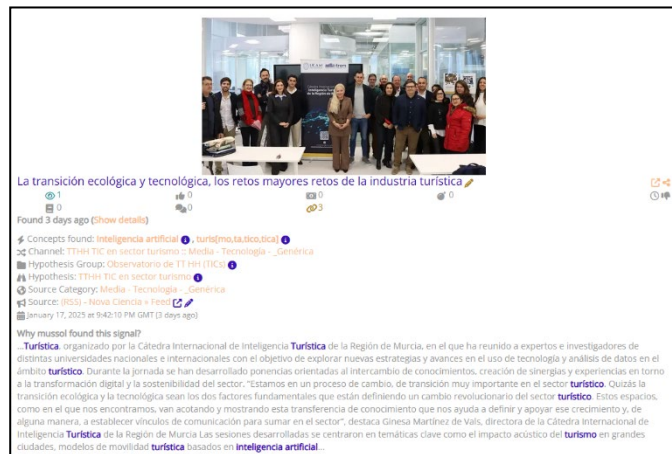 La transición ecológica y tecnológica, los retos mayores retos de la industria turística
1 0 0 0
0 0 3
Found 3 days ago (Show details)
Concepts found: Inteligencia artificial , turis[mo,ta,tico,tica]
Channel: TTHH TIC en sector turismo :: Media - Tecnología - _Genérica
Hypothesis Group: Observatorio de TT HH (TICs)
Hypothesis: TTHH TIC en sector turismo
Source Category: Media - Tecnología - _Genérica
Source: (RSS) - Nova Ciencia » Feed
January 17, 2025 at 9:42:10 PM GMT (3 days ago)
Why mussol found this signal?
...Turística, organizado por la Cátedra Internacional de Inteligencia Turística de la Región de Murcia, en el que ha reunido a expertos e investigadores de
distintas universidades nacionales e internacionales con el objetivo de explorar nuevas estrategias y avances en el uso de tecnología y análisis de datos en el
ámbito turístico. Durante la jornada se han desarrollado ponencias orientadas al intercambio de conocimientos, creación de sinergias y experiencias en torno
a la transformación digital y la sostenibilidad del sector. "Estamos en un proceso de cambio, de transición muy importante en el sector turístico. Quizás la
transición ecológica y la tecnológica sean los dos factores fundamentales que están definiendo un cambio revolucionario del sector turístico. Estos espacios,
como en el que nos encontramos, van acotando y mostrando esta transferencia de conocimiento que nos ayuda a definir y apoyar ese crecimiento y, de
alguna manera, a establecer vínculos de comunicación para sumar en el sector", destaca Ginesa Martínez de Vals, directora de la Cátedra Internacional de
Inteligencia Turística de la Región de Murcia Las sesiones desarrolladas se centraron en temáticas clave como el impacto acústico del turismo en grandes
ciudades, modelos de movilidad turística basados en inteligencia artificial...